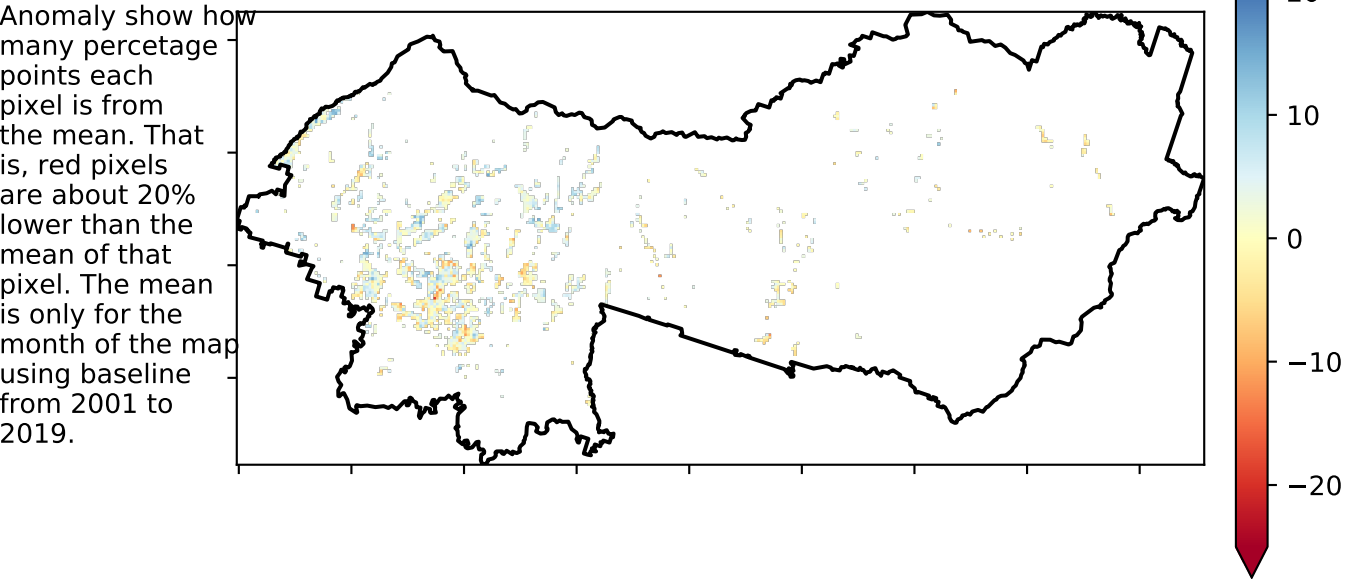 Anomaly show how
many percetage
points each
pixel is from
the mean. That
is, red pixels
are about 20%
lower than the
mean of that
pixel. The mean
is only for the
month of the map
using baseline
from 2001 to
2019.
10
0
−10
−20